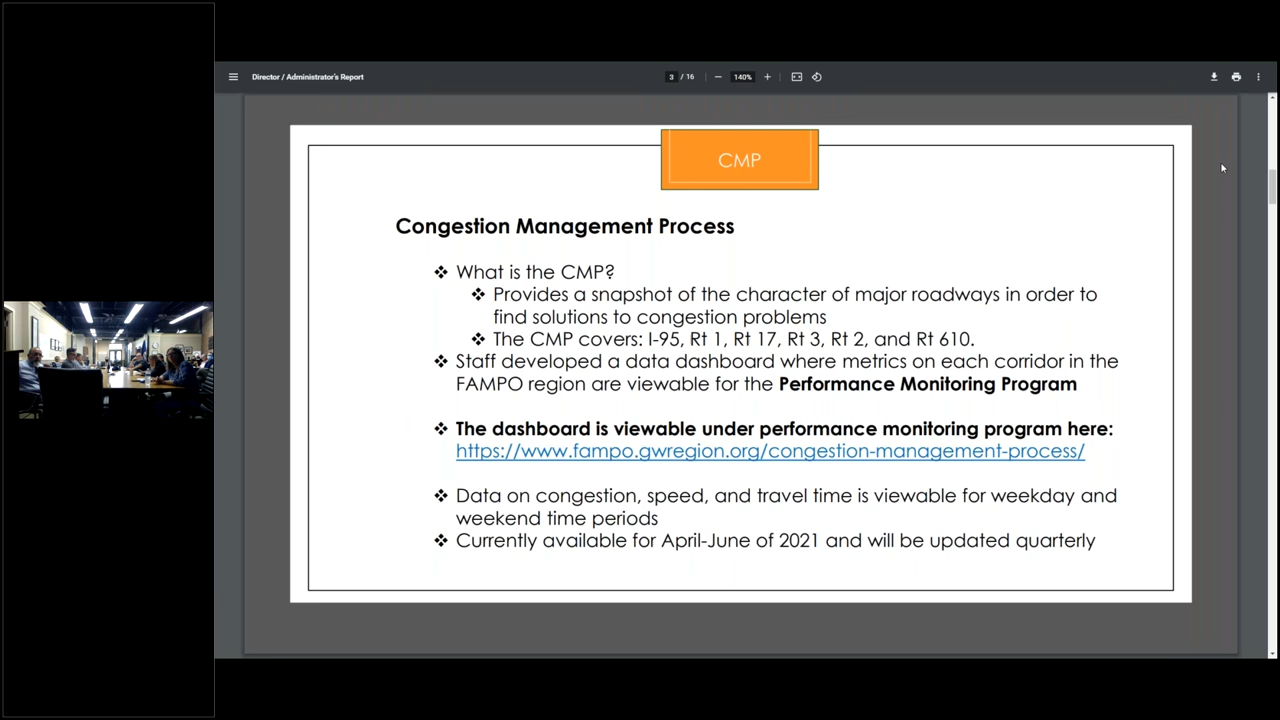 Director / Administrator's Report
3 / 16
140%
CMP
Congestion Management Process
What is the CMP?
Provides a snapshot of the character of major roadways in order to
find solutions to congestion problems
The CMP covers: I-95, Rt 1, Rt 17, Rt 3, Rt 2, and Rt 610.
Staff developed a data dashboard where metrics on each corridor in the
FAMPO region are viewable for the Performance Monitoring Program
The dashboard is viewable under performance monitoring program here:
https://www.fampo.gwregion.org/congestion-management-process/
Data on congestion, speed, and travel time is viewable for weekday and
weekend time periods
Currently available for April-June of 2021 and will be updated quarterly